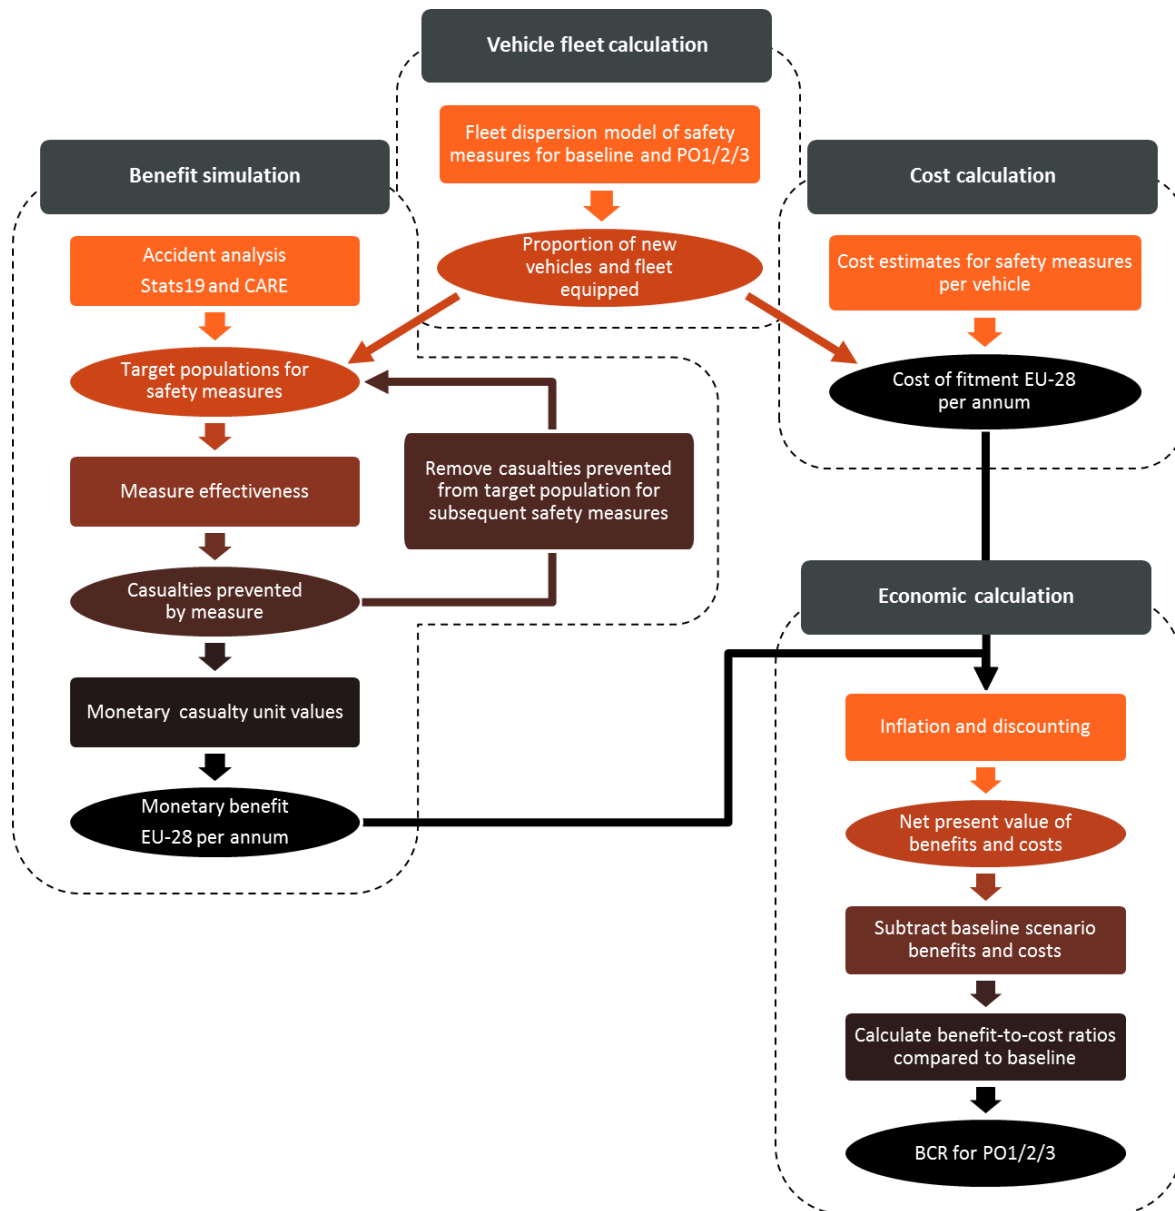 Vehicle fleet calculation
Fleet dispersion model of safety
measures for baseline and PO1/2/3
Proportion of new
vehicles and fleet
equipped
Benefit simulation
Accident analysis
Stats19 and CARE
Target populations for
safety measures
Measure effectiveness
Casualties prevented
by measure
Remove casualties prevented
from target population for
subsequent safety measures
Monetary casualty unit values
Monetary benefit
EU-28 per annum
Cost calculation
Cost estimates for safety measures
per vehicle
Cost of fitment EU-28
per annum
Economic calculation
Inflation and discounting
Net present value of
benefits and costs
Subtract baseline scenario
benefits and costs
Calculate benefit-to-cost ratios
compared to baseline
BCR for PO1/2/3